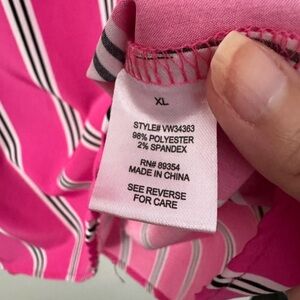 XL
STYLE# VW34363
98% POLYESTER
2% SPANDEX
RN# 89354
MADE IN CHINA
SEE REVERSE
FOR CARE